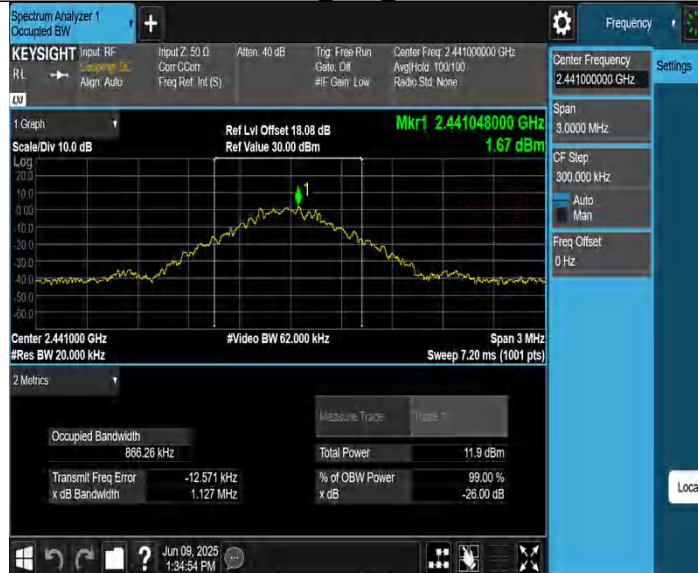 Spectrum Analyzer 1
Occupied BW
+
Frequency
KEYSIGHT
Input: RF
Coupling: DC
Align: Auto
Input Z: 50 Ω
Corr CCorr
Freq Ref: Int (S)
Atten: 40 dB
Trig: Free Run
Gate: Off
#IF Gain: Low
Center Freq: 2.441000000 GHz
Avg|Hold: 100/100
Radio Std: None
RL
LXI
Center Frequency
2.441000000 GHz
Settings
Span
3.0000 MHz
CF Step
300.000 kHz
Auto
Man
Freq Offset
0 Hz
1 Graph
Scale/Div 10.0 dB
Ref Lvl Offset 18.08 dB
Ref Value 30.00 dBm
Mkr1 2.441048000 GHz
1.67 dBm
Log
20.0
10.0
0.00
-10.0
-20.0
-30.0
-40.0
-50.0
-60.0
1
Center 2.441000 GHz
#Res BW 20.000 kHz
#Video BW 62.000 kHz
Span 3 MHz
Sweep 7.20 ms (1001 pts)
2 Metrics
Measure Trace
Trace 1
Occupied Bandwidth
866.26 kHz
Total Power
11.9 dBm
Transmit Freq Error
-12.571 kHz
% of OBW Power
99.00 %
x dB Bandwidth
1.127 MHz
x dB
-26.00 dB
Loca
?
Jun 09, 2025
1:34:54 PM